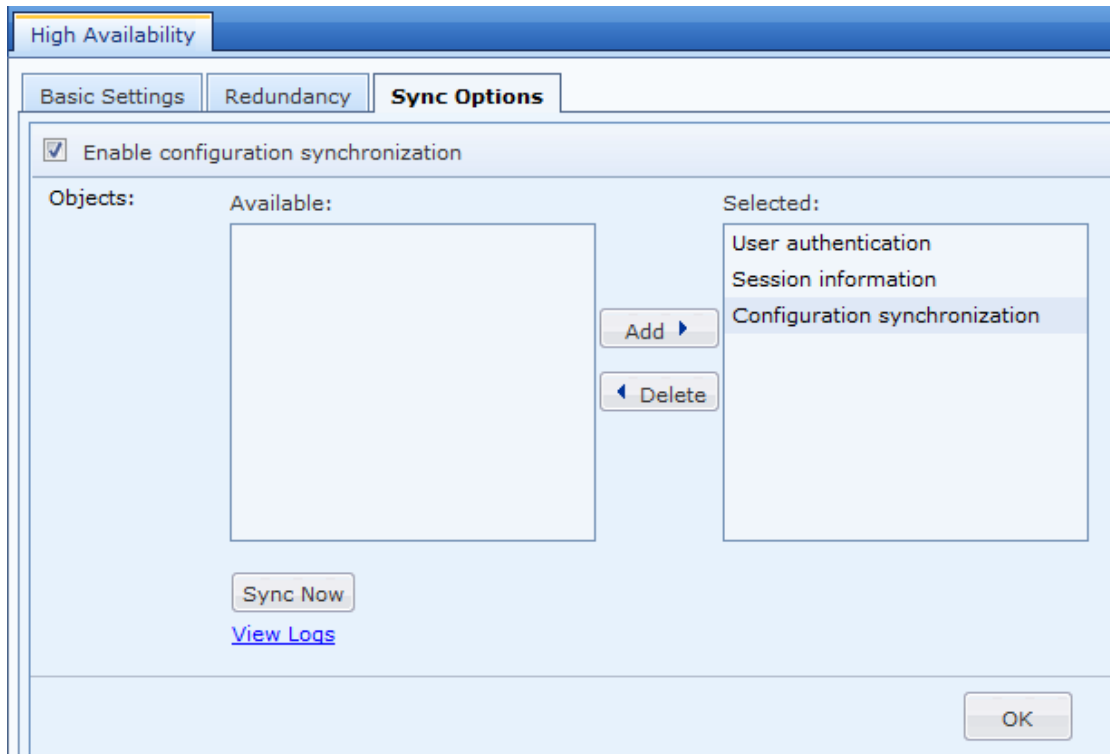 High Availability
Basic Settings Redundancy Sync Options
Enable configuration synchronization
Objects:
Available:
Selected:
User authentication
Session information
Configuration synchronization
Add
Delete
Sync Now
View Logs
OK